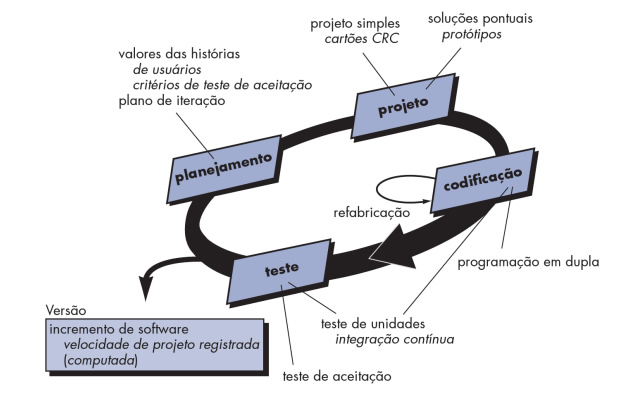 projeto simples
cartões CRC
soluções pontuais
protótipos
valores das histórias
de usuários
critérios de teste de aceitação
plano de iteração
projeto
planejamento
codificação
refabricação
programação em dupla
teste
Versão
incremento de software
velocidade de projeto registrada
(computada)
teste de unidades
integração contínua
teste de aceitação